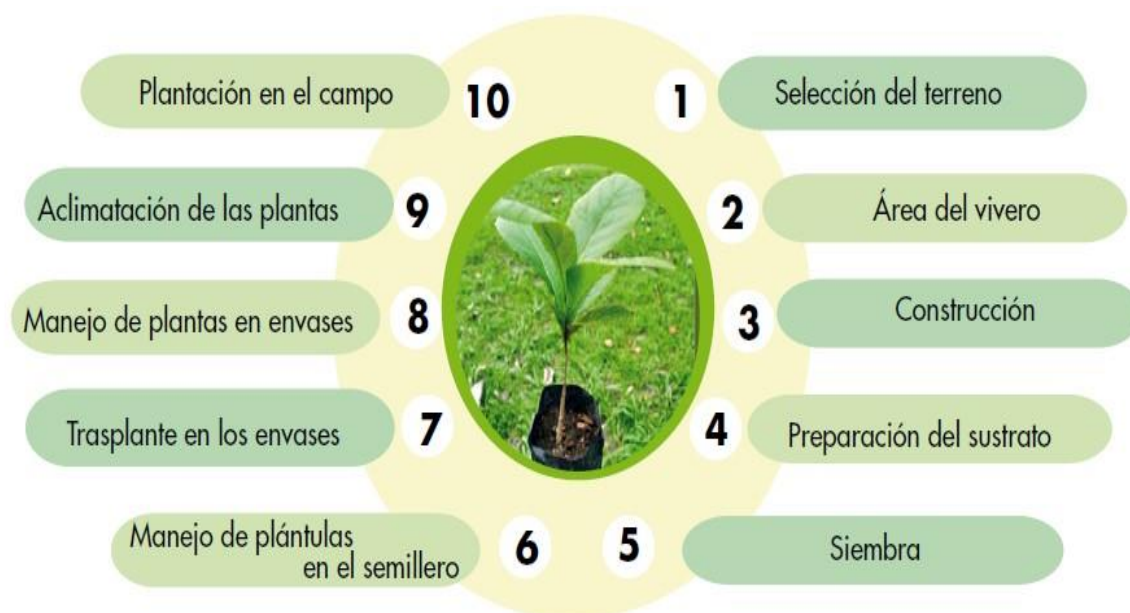 1 Selección del terreno
2 Área del vivero
3 Construcción
4 Preparación del sustrato
5 Siembra
6 Manejo de plántulas
en el semillero
7 Trasplante en los envases
8 Manejo de plantas en envases
9 Aclimatación de las plantas
10 Plantación en el campo